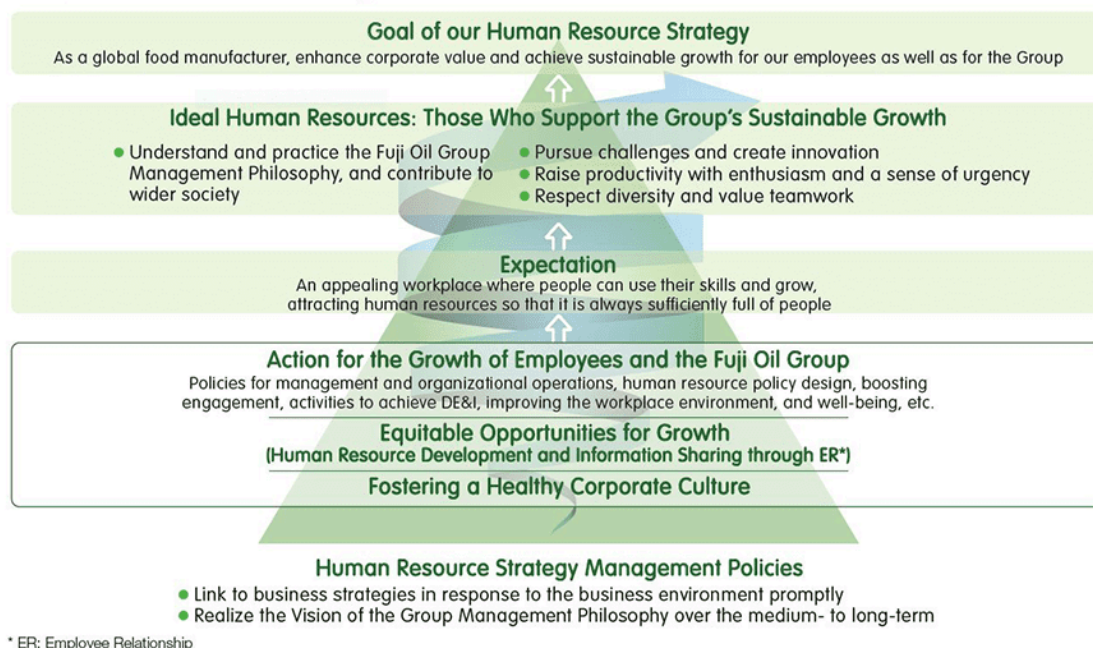 Goal of our Human Resource Strategy
As a global food manufacturer, enhance corporate value and achieve sustainable growth for our employees as well as for the Group
Ideal Human Resources: Those Who Support the Group's Sustainable Growth
● Understand and practice the Fuji Oil Group
Management Philosophy, and contribute to
wider society
● Pursue challenges and create innovation
● Raise productivity with enthusiasm and a sense of urgency
● Respect diversity and value teamwork
Expectation
An appealing workplace where people can use their skills and grow,
attracting human resources so that it is always sufficiently full of people
Action for the Growth of Employees and the Fuji Oil Group
Policies for management and organizational operations, human resource policy design, boosting
engagement, activities to achieve DE&I, improving the workplace environment, and well-being, etc.
Equitable Opportunities for Growth
(Human Resource Development and Information Sharing through ER*)
Fostering a Healthy Corporate Culture
Human Resource Strategy Management Policies
● Link to business strategies in response to the business environment promptly
● Realize the Vision of the Group Management Philosophy over the medium- to long-term
* ER: Employee Relationship